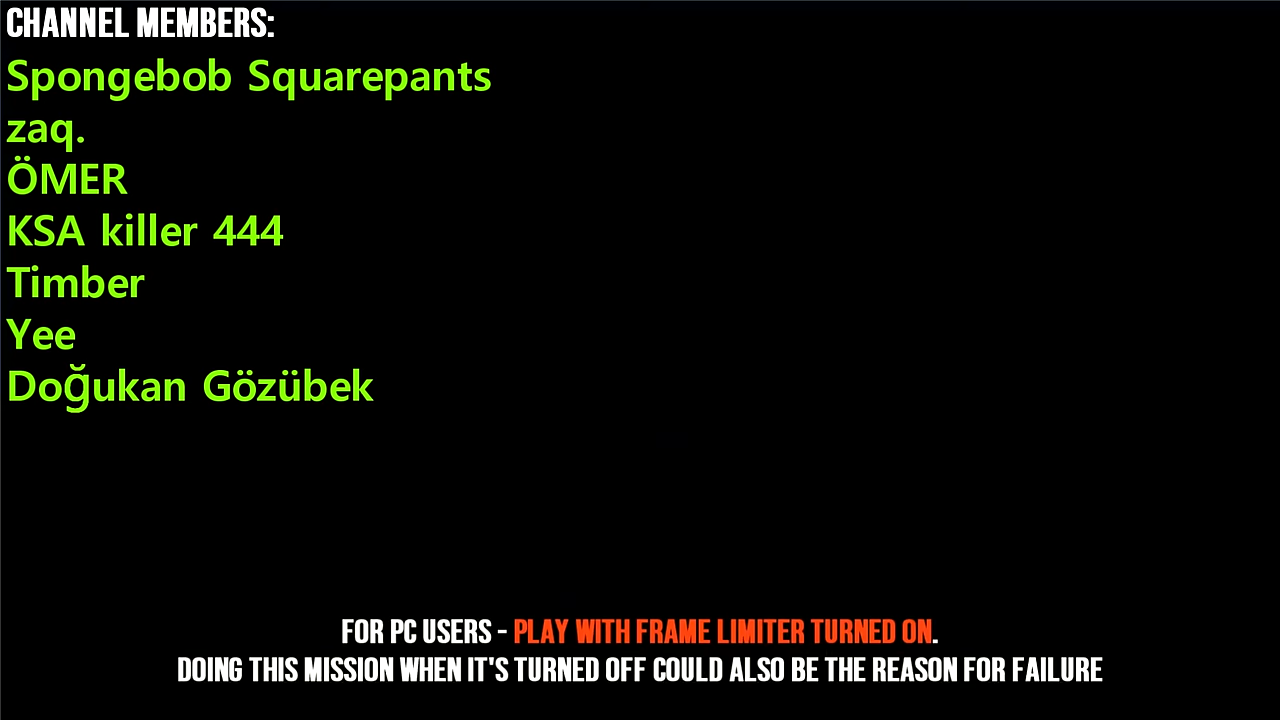 CHANNEL MEMBERS:
Spongebob Squarepants
zaq.
ÖMER
KSA killer 444
Timber
Yee
Doğukan Gözübek
FOR PC USERS - PLAY WITH FRAME LIMITER TURNED ON.
DOING THIS MISSION WHEN IT'S TURNED OFF COULD ALSO BE THE REASON FOR FAILURE